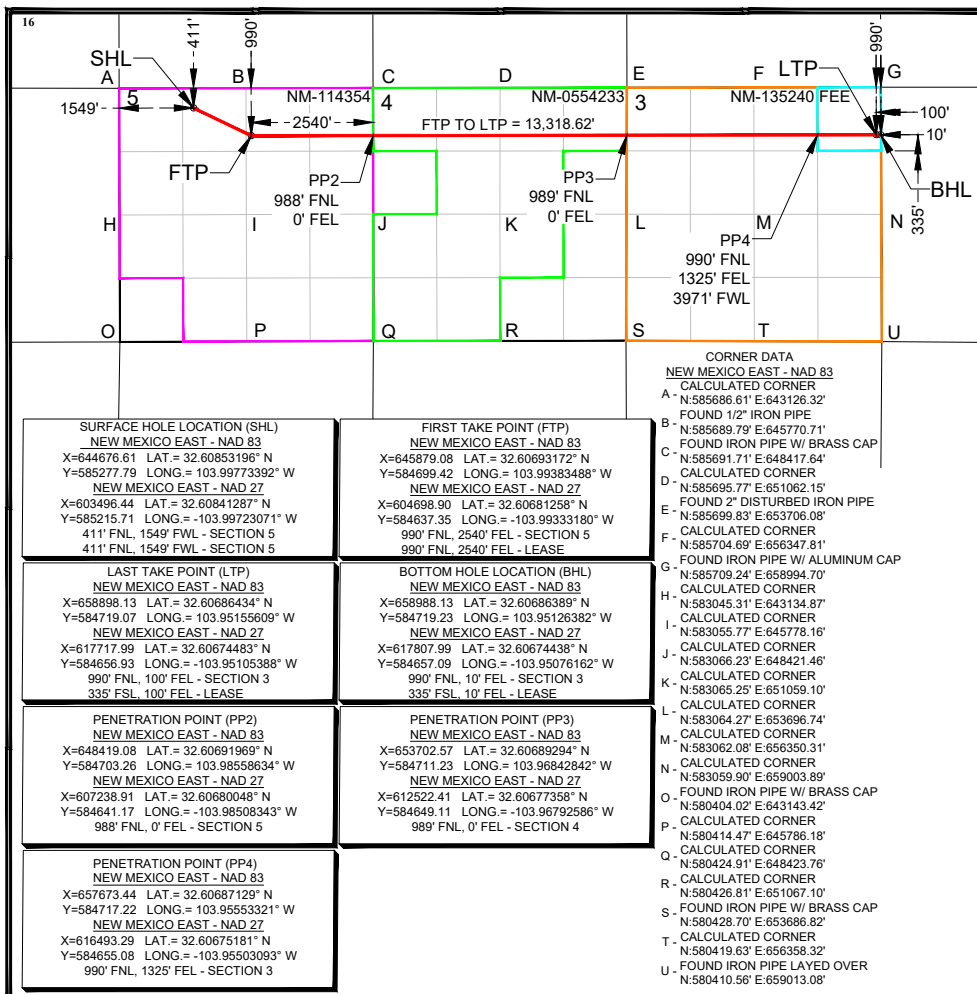 16
411'
990'
990'
SHL
LTP
A
B
C
D
E
F
G
5
NM-114354
4
NM-0554233
3
NM-135240 FEE
1549'
100'
2540'
FTP TO LTP = 13,318.62'
10'
FTP
BHL
PP2
988' FNL
0' FEL
PP3
989' FNL
0' FEL
335'
H
I
J
K
L
M
N
PP4
990' FNL
1325' FEL
3971' FWL
O
P
Q
R
S
T
U
CORNER DATA
NEW MEXICO EAST - NAD 83
A - CALCULATED CORNER
N:585686.61' E:643126.32'
B - FOUND 1/2" IRON PIPE
N:585689.79' E:645770.71'
C - FOUND IRON PIPE W/ BRASS CAP
N:585691.71' E:648417.64'
D - CALCULATED CORNER
N:585695.77' E:651062.15'
E - FOUND 2" DISTURBED IRON PIPE
N:585699.83' E:653706.08'
F - CALCULATED CORNER
N:585704.69' E:656347.81'
G - FOUND IRON PIPE W/ ALUMINUM CAP
N:585709.24' E:658994.70'
H - CALCULATED CORNER
N:583045.31' E:643134.87'
I - CALCULATED CORNER
N:583055.77' E:645778.16'
J - CALCULATED CORNER
N:583066.23' E:648421.46'
K - CALCULATED CORNER
N:583065.25' E:651059.10'
L - CALCULATED CORNER
N:583064.27' E:653696.74'
M - CALCULATED CORNER
N:583062.08' E:656350.31'
N - CALCULATED CORNER
N:583059.90' E:659003.89'
O - FOUND IRON PIPE W/ BRASS CAP
N:580404.02' E:643143.42'
P - CALCULATED CORNER
N:580414.47' E:645786.18'
Q - CALCULATED CORNER
N:580424.91' E:648423.76'
R - CALCULATED CORNER
N:580426.81' E:651067.10'
S - FOUND IRON PIPE W/ BRASS CAP
N:580428.70' E:653686.82'
T - CALCULATED CORNER
N:580419.63' E:656358.32'
U - FOUND IRON PIPE LAYED OVER
N:580410.56' E:659013.08'
SURFACE HOLE LOCATION (SHL)
NEW MEXICO EAST - NAD 83
X=644676.61 LAT.= 32.60853196° N
Y=585277.79 LONG.= 103.99773392° W
NEW MEXICO EAST - NAD 27
X=603496.44 LAT.= 32.60841287° N
Y=585215.71 LONG.= -103.99723071° W
411' FNL, 1549' FWL - SECTION 5
411' FNL, 1549' FWL - SECTION 5
FIRST TAKE POINT (FTP)
NEW MEXICO EAST - NAD 83
X=645879.08 LAT.= 32.60693172° N
Y=584699.42 LONG.= 103.99383488° W
NEW MEXICO EAST - NAD 27
X=604698.90 LAT.= 32.60681258° N
Y=584637.35 LONG.= -103.99333180° W
990' FNL, 2540' FEL - SECTION 5
990' FNL, 2540' FEL - LEASE
LAST TAKE POINT (LTP)
NEW MEXICO EAST - NAD 83
X=658898.13 LAT.= 32.60686434° N
Y=584719.07 LONG.= 103.95155609° W
NEW MEXICO EAST - NAD 27
X=617717.99 LAT.= 32.60674483° N
Y=584656.93 LONG.= -103.95105388° W
990' FNL, 100' FEL - SECTION 3
335' FSL, 100' FEL - LEASE
BOTTOM HOLE LOCATION (BHL)
NEW MEXICO EAST - NAD 83
X=658988.13 LAT.= 32.60686389° N
Y=584719.23 LONG.= 103.95126382° W
NEW MEXICO EAST - NAD 27
X=617807.99 LAT.= 32.60674438° N
Y=584657.09 LONG.= -103.95076162° W
990' FNL, 10' FEL - SECTION 3
335' FSL, 10' FEL - LEASE
PENETRATION POINT (PP2)
NEW MEXICO EAST - NAD 83
X=648419.08 LAT.= 32.60691969° N
Y=584703.26 LONG.= 103.98558634° W
NEW MEXICO EAST - NAD 27
X=607238.91 LAT.= 32.60680048° N
Y=584641.17 LONG.= -103.98508343° W
988' FNL, 0' FEL - SECTION 5
PENETRATION POINT (PP3)
NEW MEXICO EAST - NAD 83
X=653702.57 LAT.= 32.60689294° N
Y=584711.23 LONG.= 103.96842842° W
NEW MEXICO EAST - NAD 27
X=612522.41 LAT.= 32.60677358° N
Y=584649.11 LONG.= -103.96792586° W
989' FNL, 0' FEL - SECTION 4
PENETRATION POINT (PP4)
NEW MEXICO EAST - NAD 83
X=657673.44 LAT.= 32.60687129° N
Y=584717.22 LONG.= 103.95553321° W
NEW MEXICO EAST - NAD 27
X=616493.29 LAT.= 32.60675181° N
Y=584655.08 LONG.= -103.95503093° W
990' FNL, 1325' FEL - SECTION 3